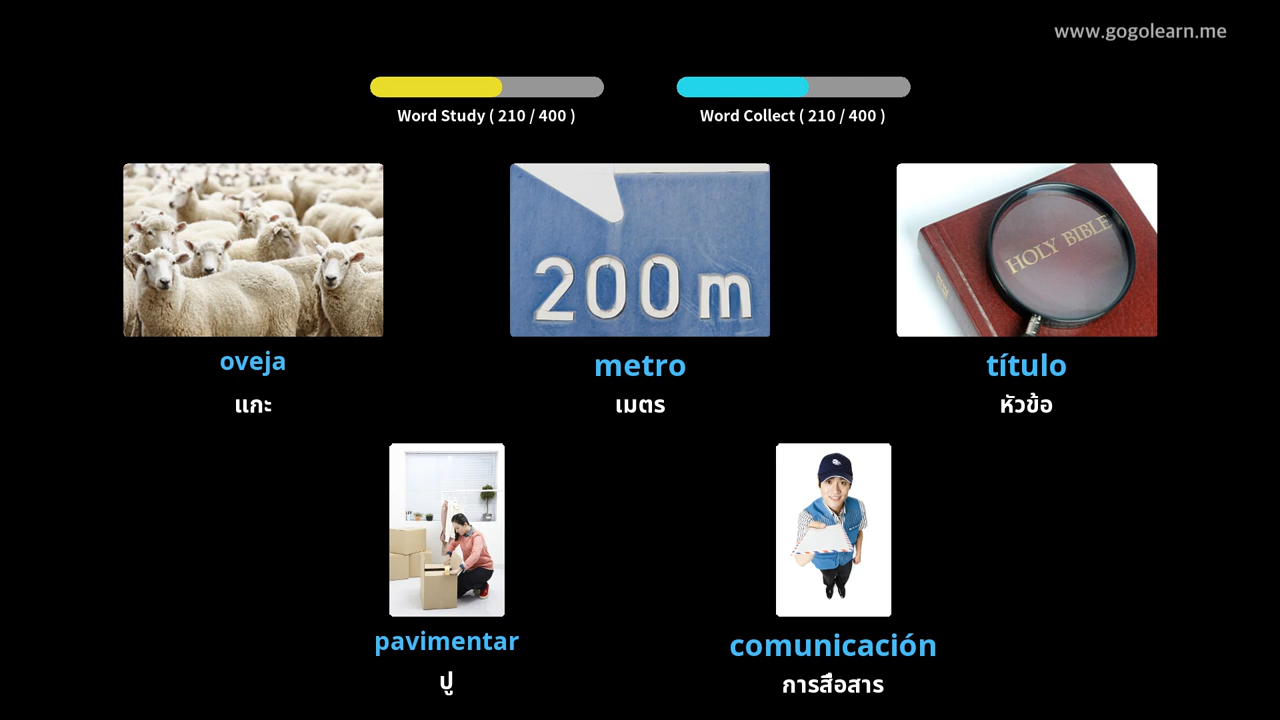 www.gogolearn.me
Word Study ( 210 / 400 )
Word Collect ( 210 / 400 )
200 m
HOLY BIBLE
oveja
metro
título
แกะ
เมตร
หัวข้อ
pavimentar
comunicación
ปู
การสื่อสาร